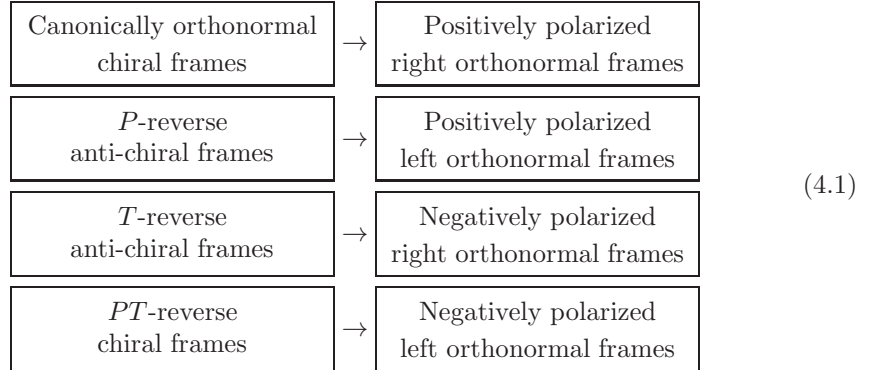 Canonically orthonormal
chiral frames
→
Positively polarized
right orthonormal frames
P-reverse
anti-chiral frames
→
Positively polarized
left orthonormal frames
(4.1)
T-reverse
anti-chiral frames
→
Negatively polarized
right orthonormal frames
PT-reverse
chiral frames
→
Negatively polarized
left orthonormal frames